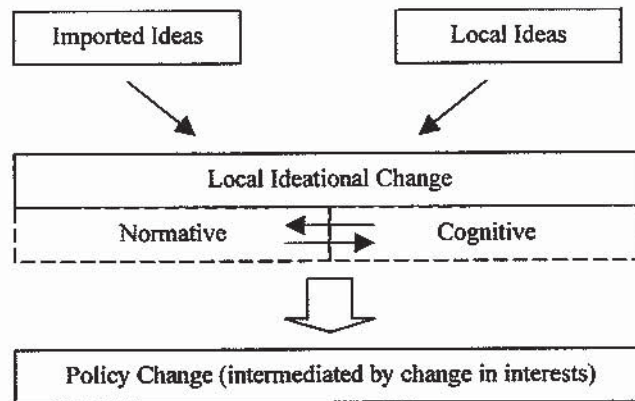 Imported Ideas
Local Ideas
Local Ideational Change
Normative
Cognitive
Policy Change (intermediated by change in interests)